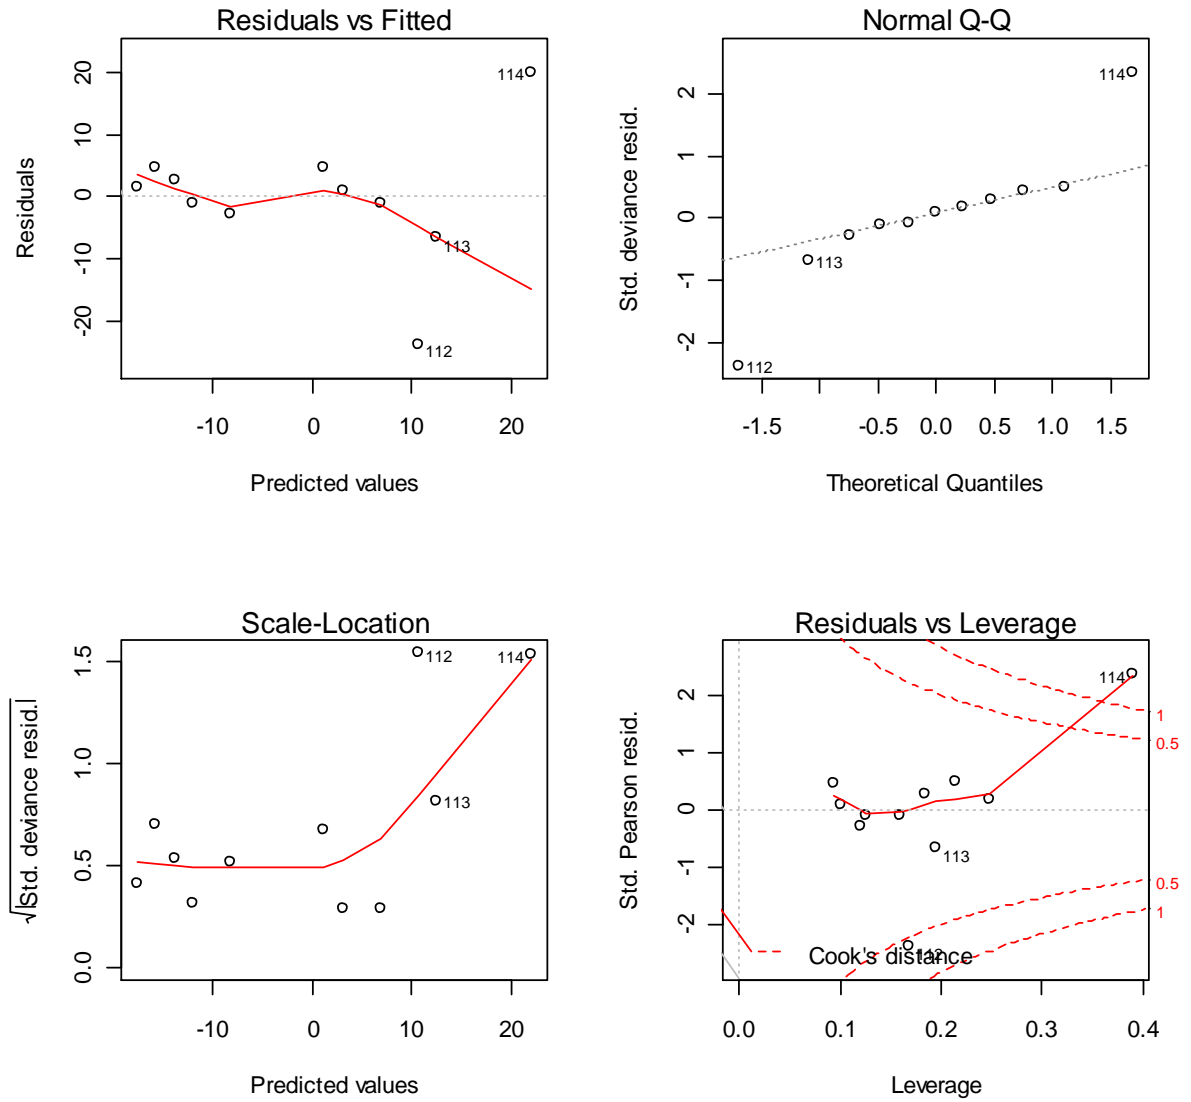 Residuals vs Fitted
Residuals
20
10
0
-10
-20
114
113
112
-10 0 10 20
Predicted values
Normal Q-Q
Std. deviance resid.
2
1
0
-1
-2
114
113
112
-1.5 -0.5 0.0 0.5 1.0 1.5
Theoretical Quantiles
Scale-Location
√|Std. deviance resid.|
1.5
1.0
0.5
0.0
112
114
113
-10 0 10 20
Predicted values
Residuals vs Leverage
Std. Pearson resid.
2
1
0
-1
-2
114
1
0.5
113
0.5
1
112
Cook's distance
0.0 0.1 0.2 0.3 0.4
Leverage